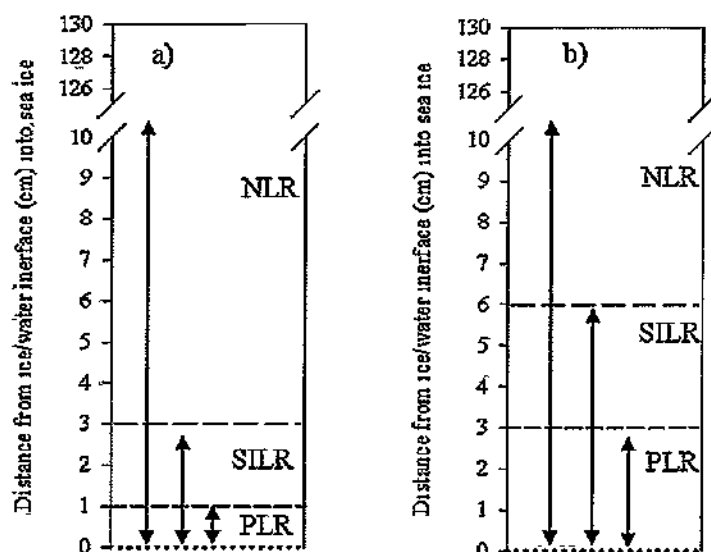 Distance from ice/water inerface (cm) into sea ice
130
128
126
10
9
8
7
6
5
4
3
2
1
0
a)
NLR
SILR
PLR
Distance from ice/water inerface (cm) into sea ice
130
128
126
10
9
8
7
6
5
4
3
2
1
0
b)
NLR
SILR
PLR